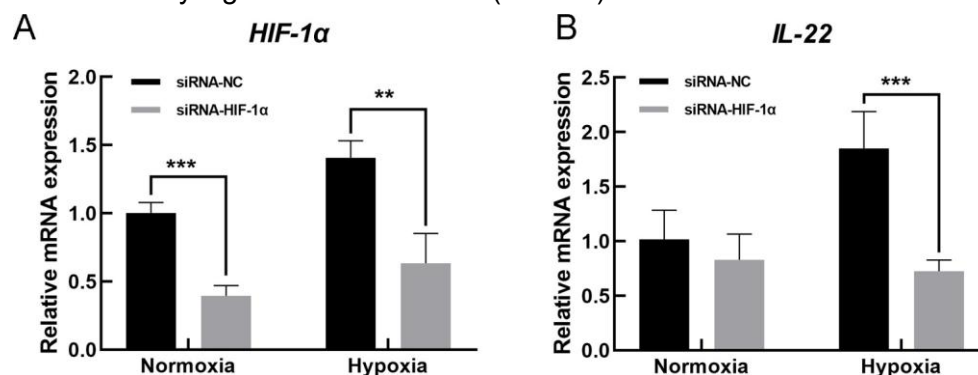 A
HIF-1α
Relative mRNA expression
2.0
1.5
1.0
0.5
0.0
siRNA-NC
siRNA-HIF-1α
***
**
Normoxia
Hypoxia
B
IL-22
Relative mRNA expression
2.5
2.0
1.5
1.0
0.5
0.0
siRNA-NC
siRNA-HIF-1α
***
Normoxia
Hypoxia